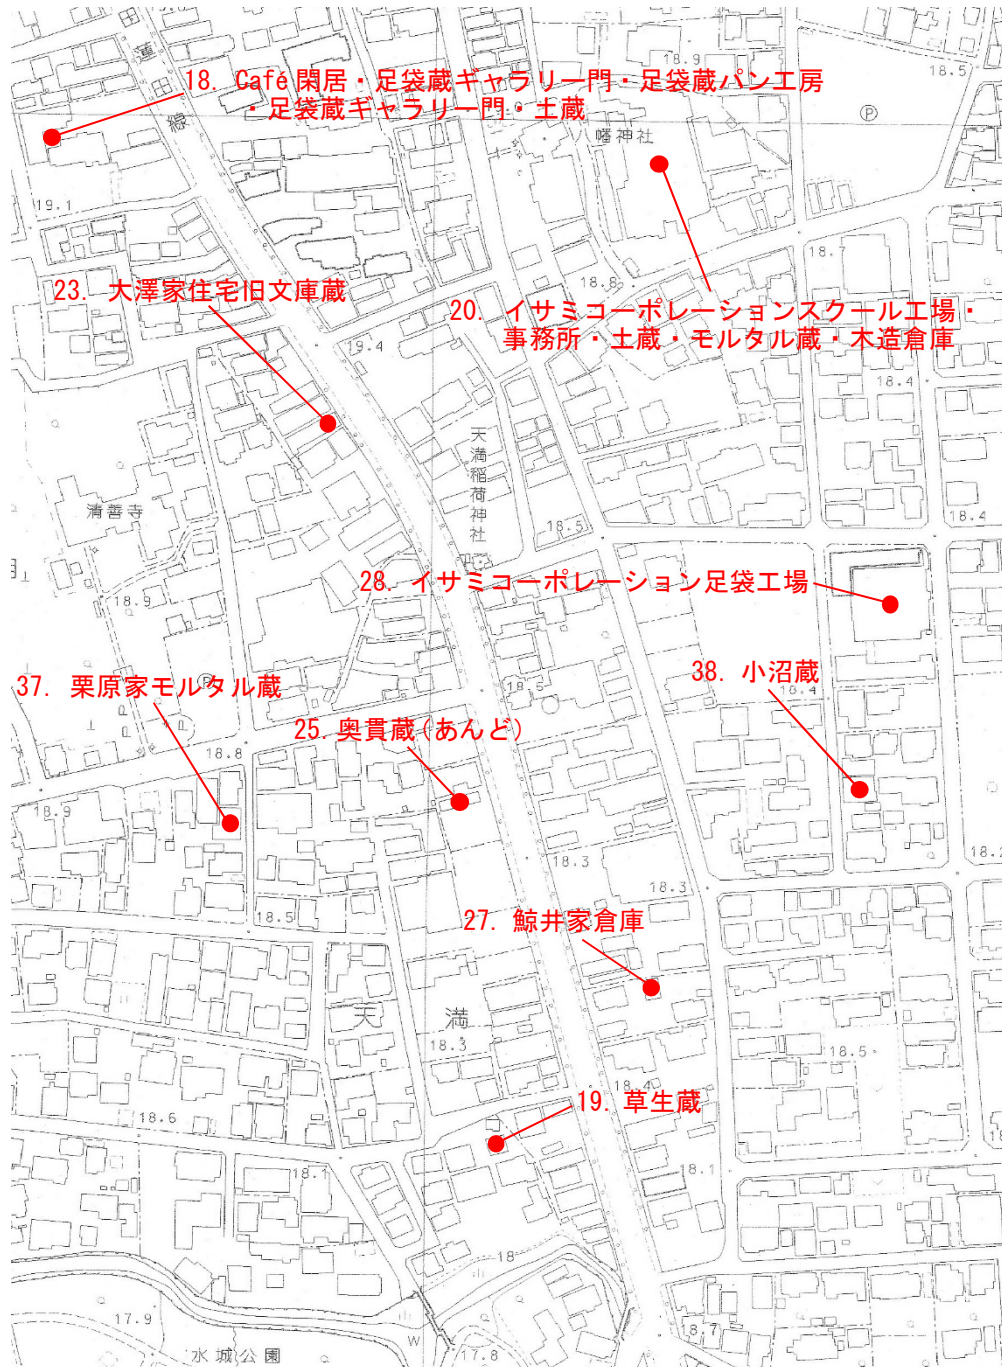 蓮田線
18. Café 閑居・足袋蔵ギャラリー門・足袋蔵パン工房
・足袋蔵ギャラリー門・土蔵
18.9
18.5
P
八幡神社
19.1
18.7
18.8
23. 大澤家住宅旧文庫蔵
20. イサミコーポレーションスクール工場・
事務所・土蔵・モルタル蔵・木造倉庫
19.4
18.4
天満稲荷神社
清善寺
18.5
18.4
28. イサミコーポレーション足袋工場
18.9
37. 栗原家モルタル蔵
P
18.5
38. 小沼蔵
18.4
25. 奥貫蔵(あんど)
18.8
18.9
18.3
18.3
18.2
18.5
27. 鯨井家倉庫
天満
18.3
18.5
18.4
19. 草生蔵
18.6
18.1
18.1
18
17.9
W
水城公園
17.8
18.7